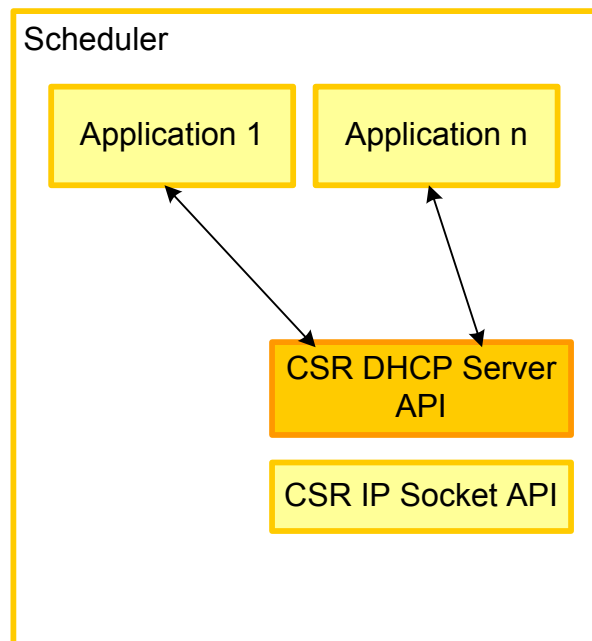 Scheduler
Application 1
Application n
CSR DHCP Server
API
CSR IP Socket API